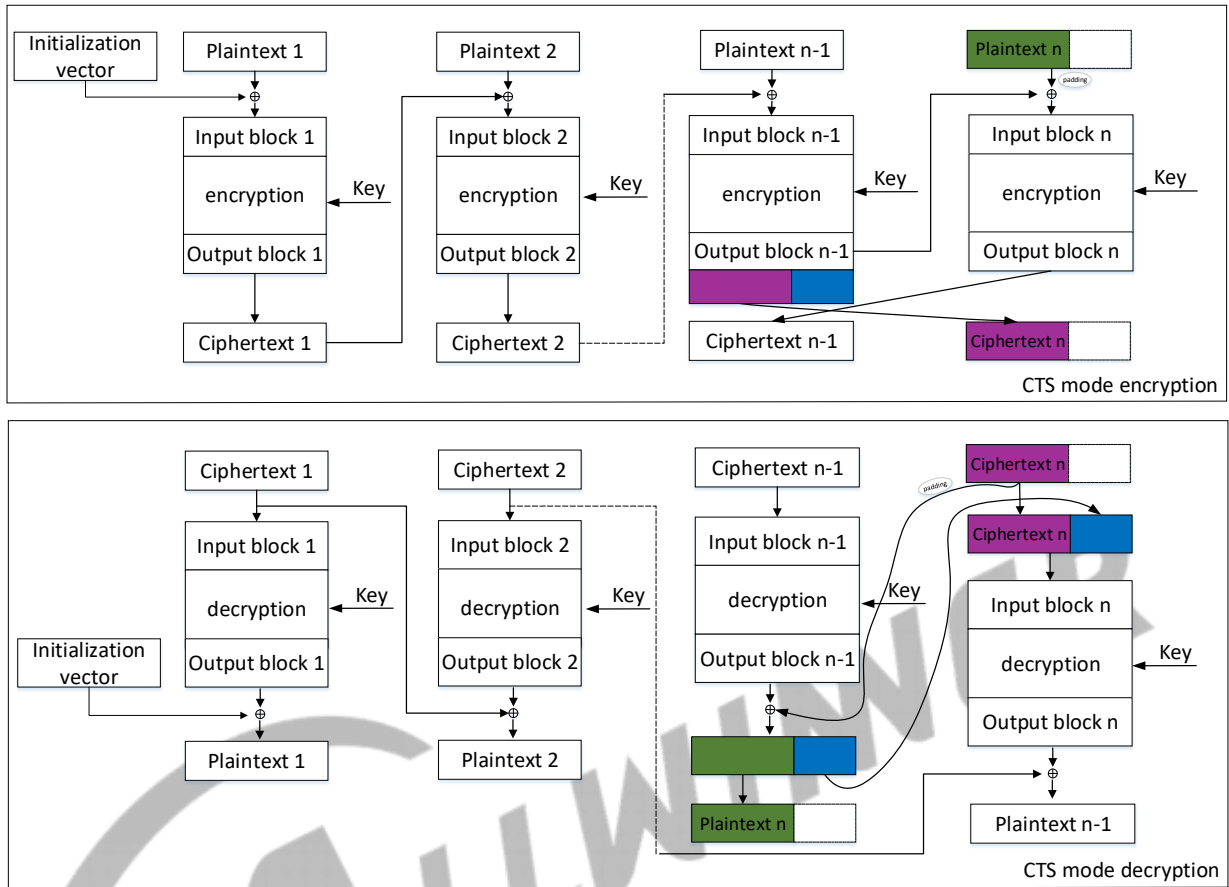 Initialization
vector
Plaintext 1
Plaintext 2
Plaintext n-1
Plaintext n
padding
Input block 1
Input block 2
Input block n-1
Input block n
encryption
Key
encryption
Key
encryption
Key
encryption
Key
Output block 1
Output block 2
Output block n-1
Output block n
Ciphertext 1
Ciphertext 2
Ciphertext n-1
Ciphertext n
CTS mode encryption
Ciphertext 1
Ciphertext 2
Ciphertext n-1
Ciphertext n
padding
Ciphertext n
Input block 1
Input block 2
Input block n-1
Input block n
decryption
Key
decryption
Key
decryption
Key
decryption
Key
Initialization
vector
Output block 1
Output block 2
Output block n-1
Output block n
Plaintext 1
Plaintext 2
Plaintext n
Plaintext n-1
CTS mode decryption
ALLWINNER